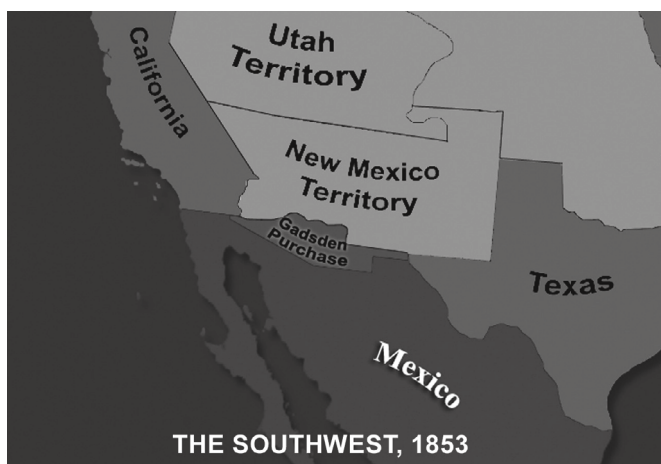 California
Utah
Territory
New Mexico
Territory
Gadsden
Purchase
Texas
Mexico
THE SOUTHWEST, 1853